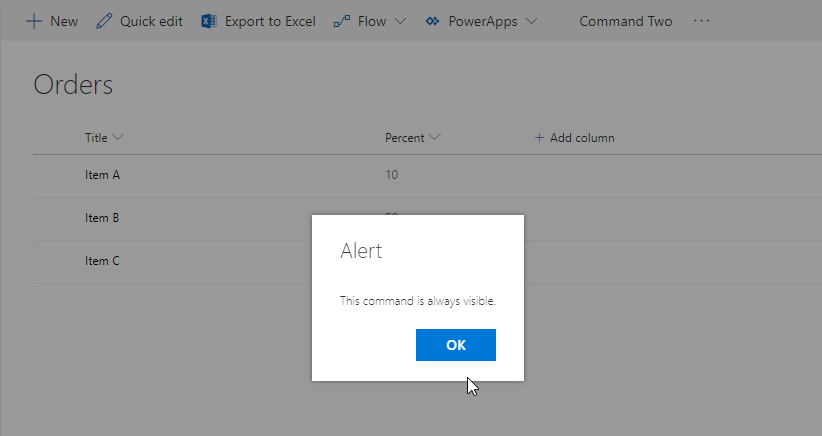 New Quick edit Export to Excel Flow PowerApps Command Two ...
Orders
Title Percent + Add column
Item A 10
Item B
Item C
Alert
This command is always visible.
OK